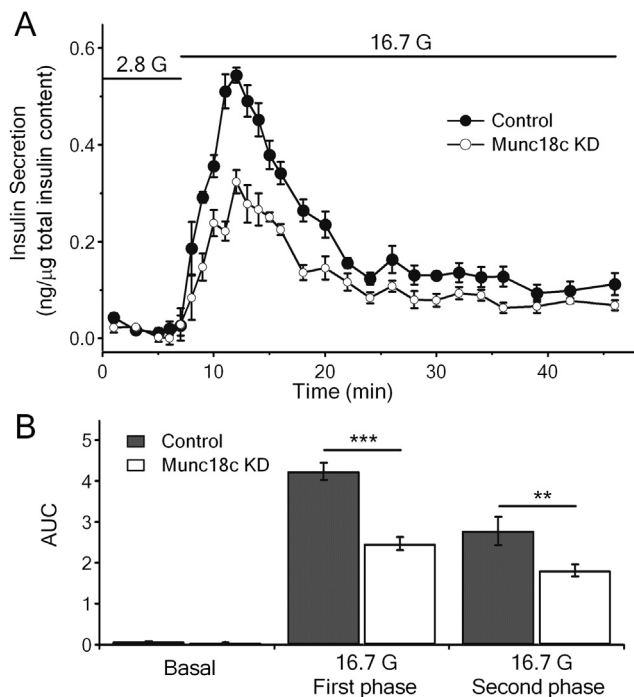 A
2.8 G
16.7 G
0.6
0.4
0.2
0.0
Insulin Secretion
(ng/μg total insulin content)
Control
Munc18c KD
10
20
30
40
Time (min)
B
Control
Munc18c KD
***
**
5
4
3
2
1
0
AUC
Basal
16.7 G
First phase
16.7 G
Second phase